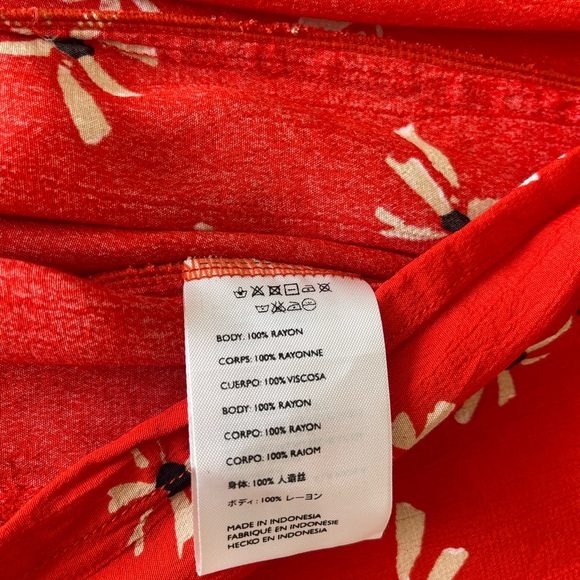 BODY: 100% RAYON
CORPS: 100% RAYONNE
CUERPO: 100% VISCOSA
BODY: 100% RAYON
CORPO: 100% RAYON
CORPO: 100% RAIOM
身体: 100% 人造丝
ボディ: 100% レーヨン
MADE IN INDONESIA
FABRIQUÉ EN INDONESIE
HECKO EN INDONESIA